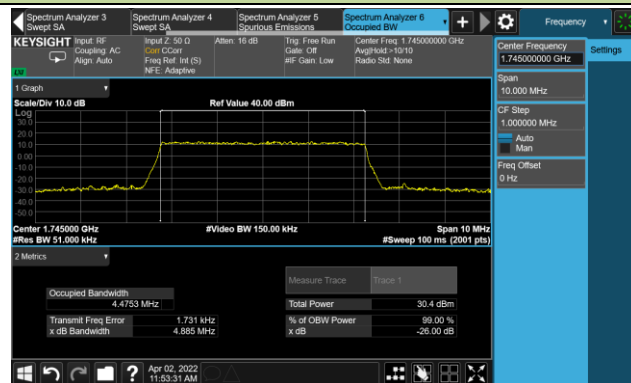 Spectrum Analyzer 3
Swept SA
Spectrum Analyzer 4
Swept SA
Spectrum Analyzer 5
Spurious Emissions
Spectrum Analyzer 6
Occupied BW
+
Frequency
KEYSIGHT
Input: RF
Coupling: AC
Align: Auto
Input Z: 50 Ω
Corr CCorr
Freq Ref: Int (S)
NFE: Adaptive
Atten: 16 dB
Trig: Free Run
Gate: Off
#IF Gain: Low
Center Freq: 1.745000000 GHz
Avg|Hold:>10/10
Radio Std: None
Center Frequency
1.745000000 GHz
Settings
Span
10.000 MHz
CF Step
1.000000 MHz
Auto
Man
Freq Offset
0 Hz
1 Graph
Scale/Div 10.0 dB
Ref Value 40.00 dBm
Log
30.0
20.0
10.0
0.00
-10.0
-20.0
-30.0
-40.0
-50.0
Center 1.745000 GHz
#Video BW 150.00 kHz
Span 10 MHz
#Res BW 51.000 kHz
#Sweep 100 ms (2001 pts)
2 Metrics
Measure Trace
Trace 1
Occupied Bandwidth
4.4753 MHz
Total Power
30.4 dBm
Transmit Freq Error
1.731 kHz
% of OBW Power
99.00 %
x dB Bandwidth
4.885 MHz
x dB
-26.00 dB
?
Apr 02, 2022
11:53:31 AM